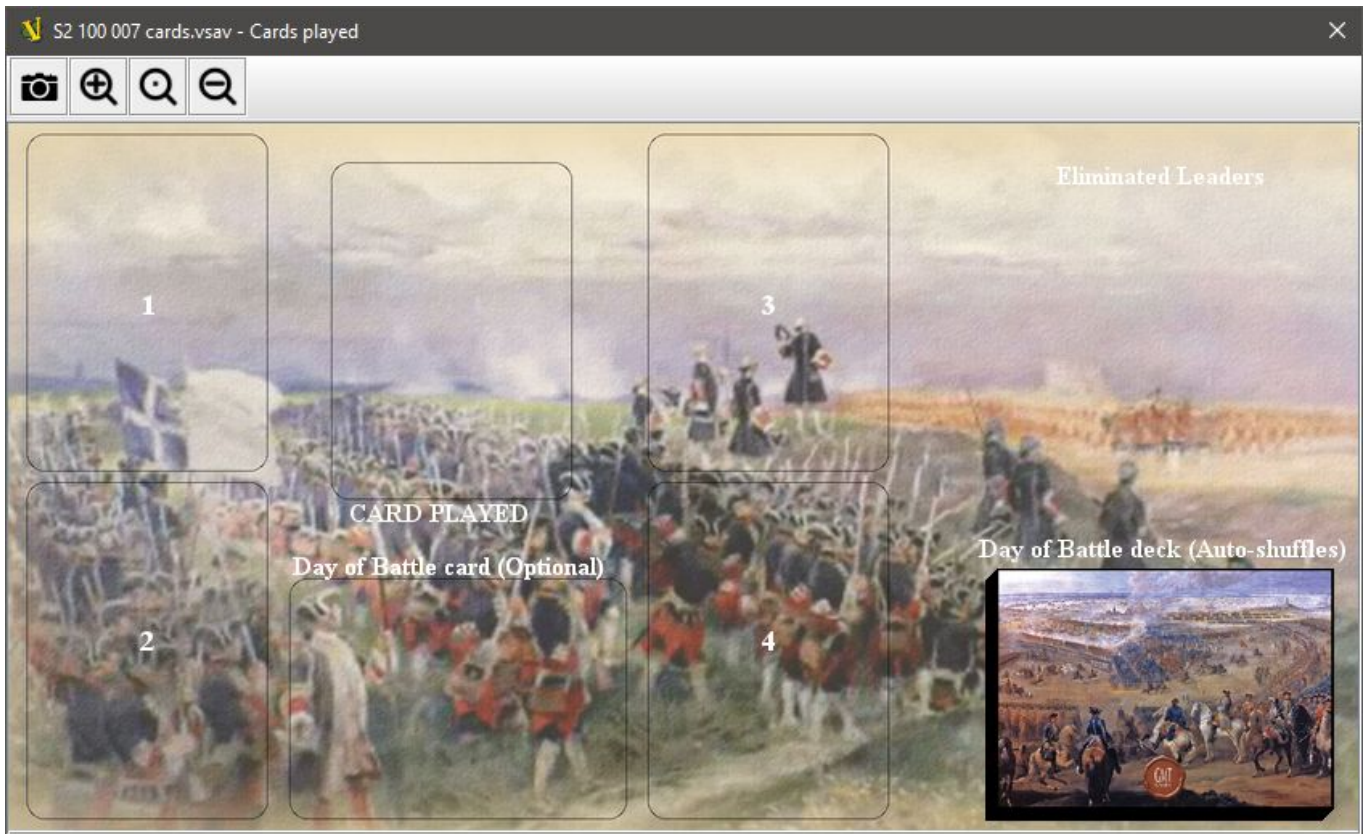 S2 100 007 cards.vsav - Cards played
1
3
Eliminated Leaders
CARD PLAYED
Day of Battle card (Optional)
Day of Battle deck (Auto-shuffles)
2
4
GMT